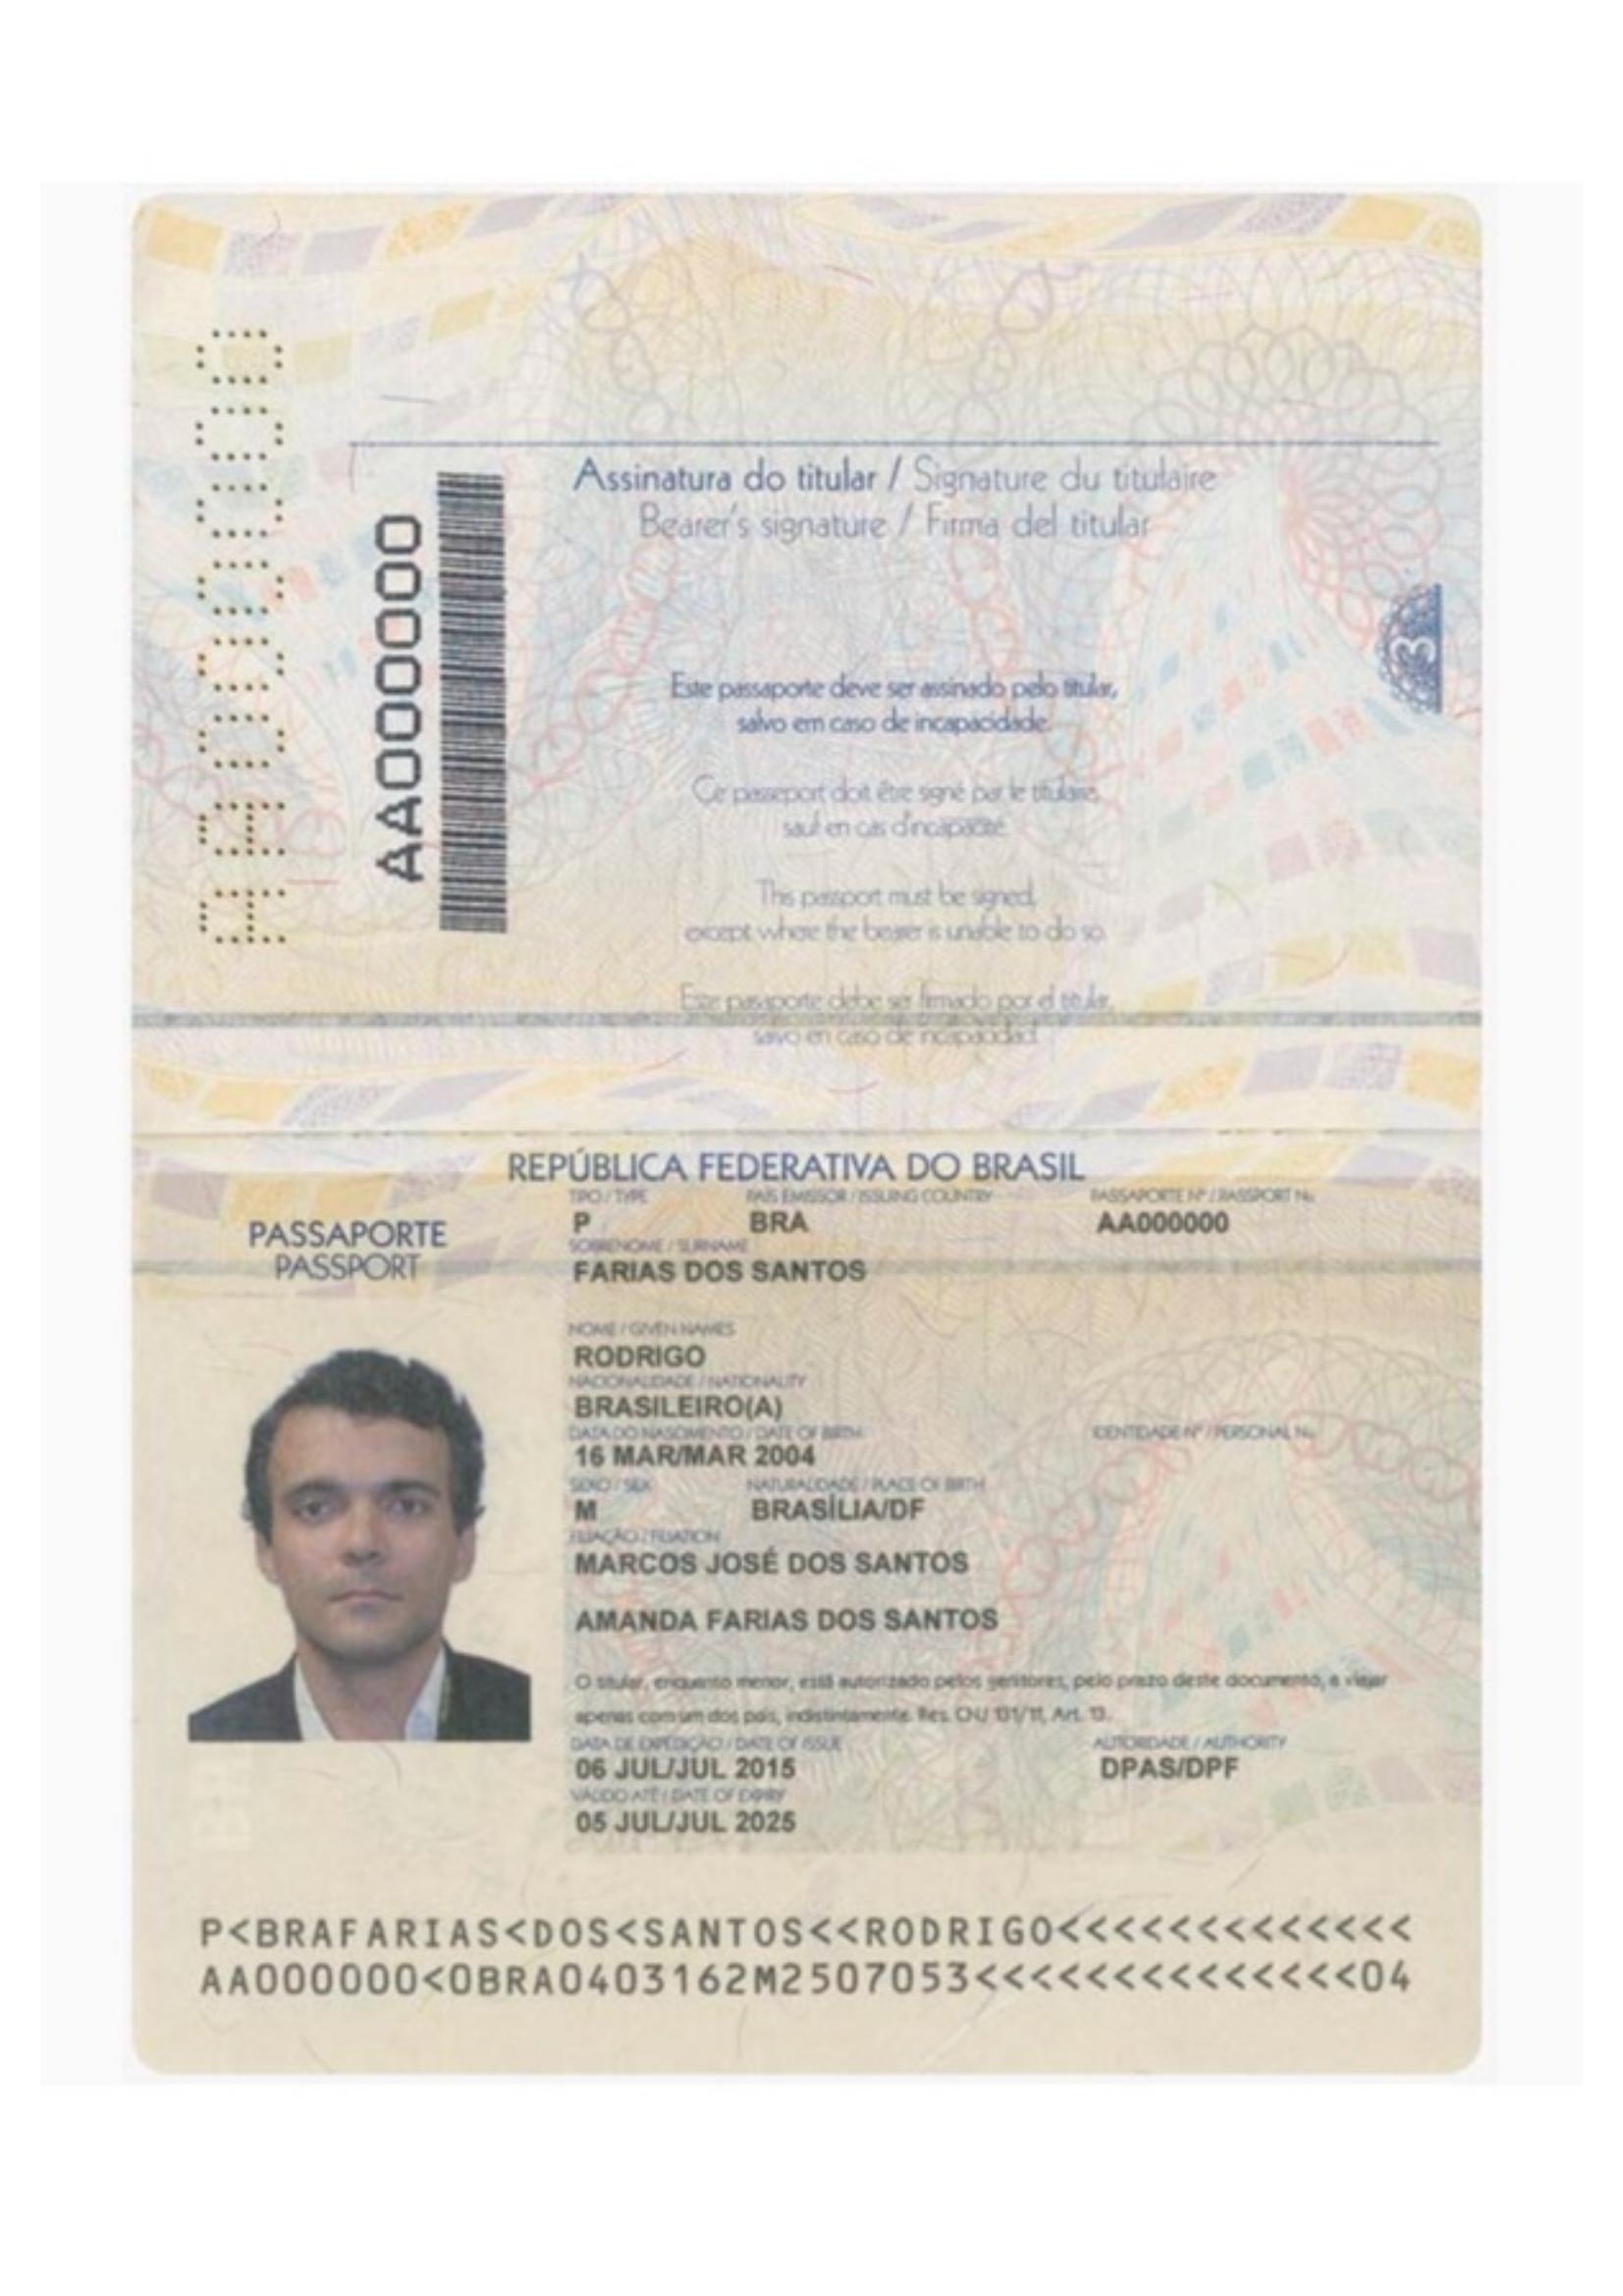 AA000000
AA000000
Assinatura do titular / Signature du titulaire
Bearer's signature / Firma del titular
3
Este passaporte deve ser assinado pelo titular,
salvo em caso de incapacidade.
Ce passeport doit être signé par le titulaire,
sauf en cas d'incapacité.
This passport must be signed,
except where the bearer is unable to do so.
Este pasaporte debe ser firmado por el titular,
salvo en caso de incapacidad.
REPÚBLICA FEDERATIVA DO BRASIL
PASSAPORTE
PASSPORT
TIPO / TYPE PAÍS EMISSOR / ISSUING COUNTRY PASSAPORTE Nº / PASSPORT No.
P BRA AA000000
SOBRENOME / SURNAME
FARIAS DOS SANTOS
NOME / GIVEN NAMES
RODRIGO
NACIONALIDADE / NATIONALITY
BRASILEIRO(A)
DATA DO NASCIMENTO / DATE OF BIRTH IDENTIDADE Nº / PERSONAL No.
16 MAR/MAR 2004
SEXO / SEX NATURALIDADE / PLACE OF BIRTH
M BRASÍLIA/DF
FILIAÇÃO / FILIATION
MARCOS JOSÉ DOS SANTOS
AMANDA FARIAS DOS SANTOS
O titular, enquanto menor, está autorizado pelos genitores, pelo prazo deste documento, a viajar
apenas com um dos pais, indistintamente. Res. CNJ 131/11, Art. 13.
DATA DE EXPEDIÇÃO / DATE OF ISSUE AUTORIDADE / AUTHORITY
06 JUL/JUL 2015 DPAS/DPF
VÁLIDO ATÉ / DATE OF EXPIRY
05 JUL/JUL 2025
P<BRAFARIAS<DOS<SANTOS<<RODRIGO<<<<<<<<<<<<<
AA000000<0BRA0403162M2507053<<<<<<<<<<<<<<04